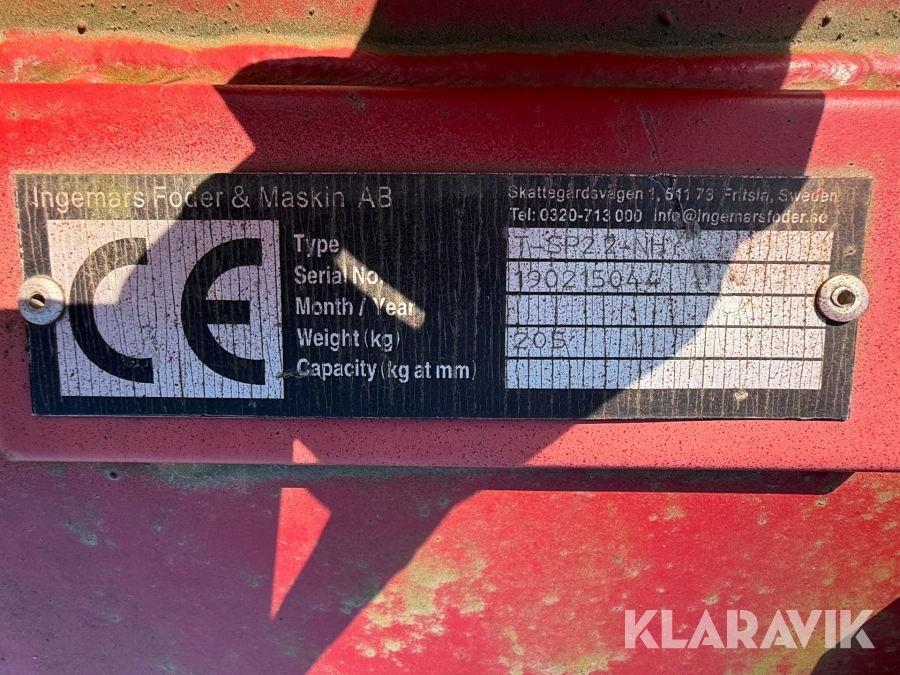 Ingemars Foder & Maskin AB
Skattegårdsvägen 1, 511 73 Fritsla, Sweden
Tel: 0320-713 000 info@ingemarsfoder.se
CE
Type
Serial No. 190215044
Month / Year
Weight (kg) 205
Capacity (kg at mm)
KLARAVIK